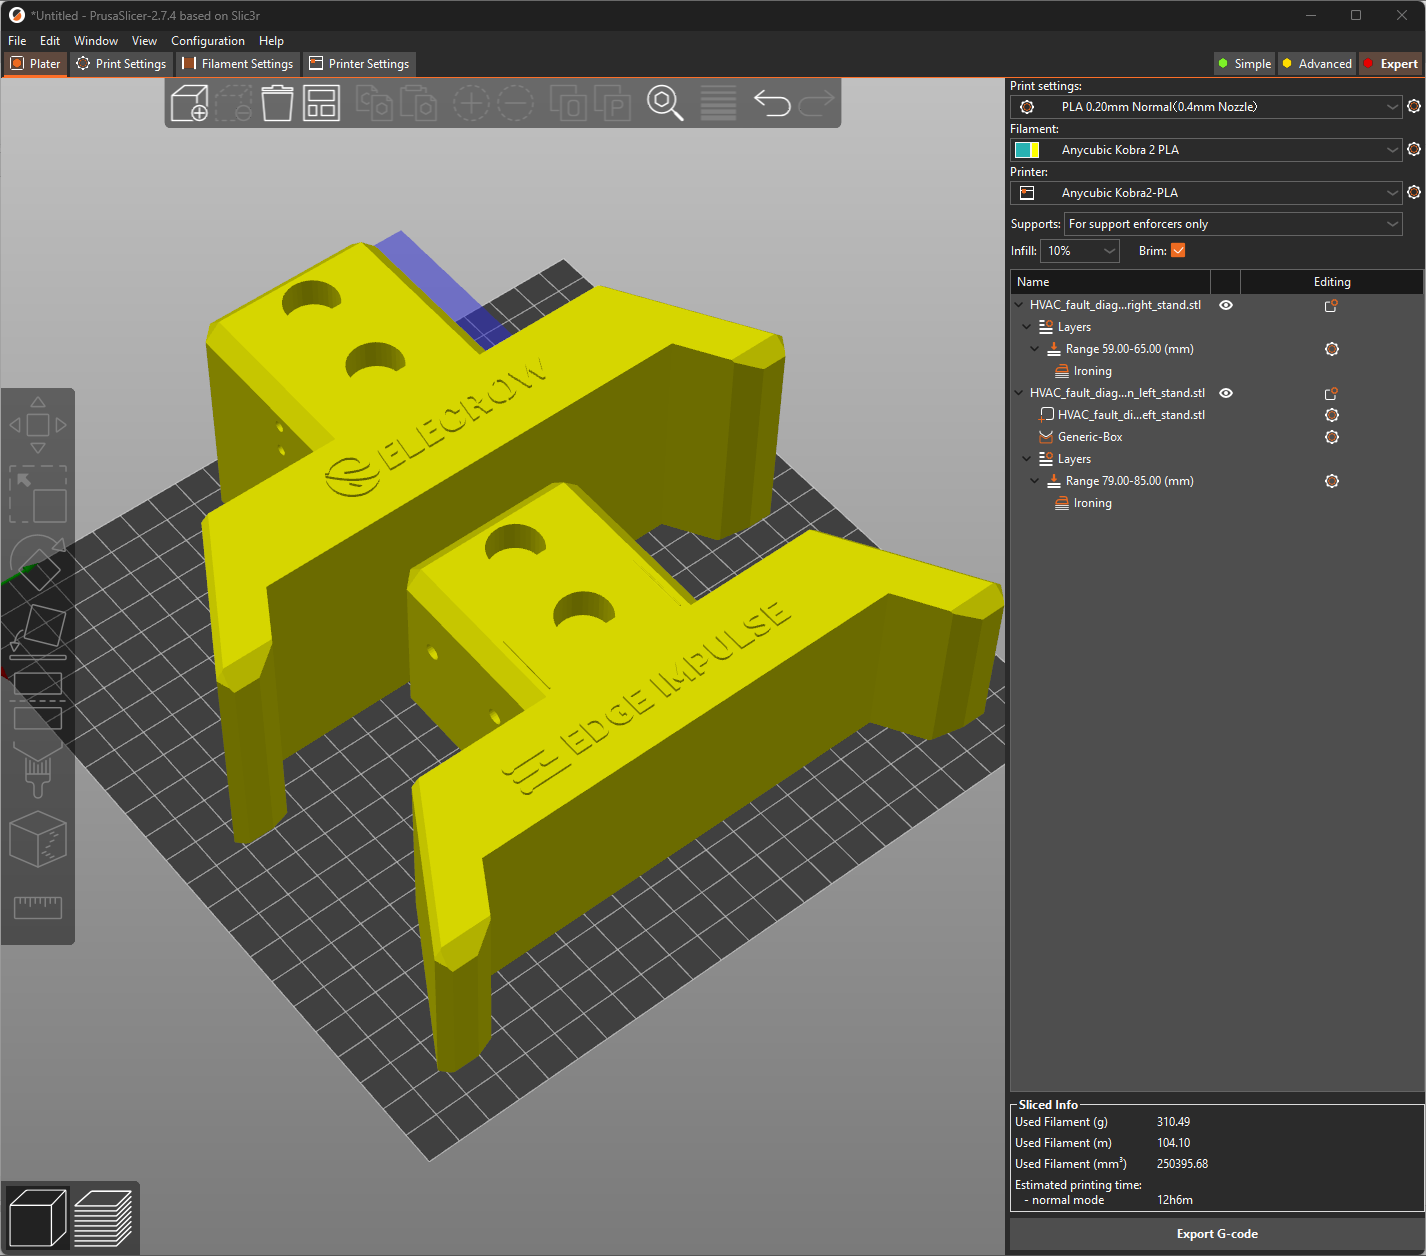 *Untitled - PrusaSlicer-2.7.4 based on Slic3r
File Edit Window View Configuration Help
Plater Print Settings Filament Settings Printer Settings
Simple Advanced Expert
Print settings:
PLA 0.20mm Normal(0.4mm Nozzle)
Filament:
Anycubic Kobra 2 PLA
Printer:
Anycubic Kobra2-PLA
Supports: For support enforcers only
Infill: 10% Brim:
Name Editing
HVAC_fault_diag...right_stand.stl
Layers
Range 59.00-65.00 (mm)
Ironing
HVAC_fault_diag...n_left_stand.stl
HVAC_fault_di...eft_stand.stl
Generic-Box
Layers
Range 79.00-85.00 (mm)
Ironing
ELECROW
EDGE IMPULSE
Sliced Info
Used Filament (g) 310.49
Used Filament (m) 104.10
Used Filament (mm³) 250395.68
Estimated printing time:
- normal mode 12h6m
Export G-code